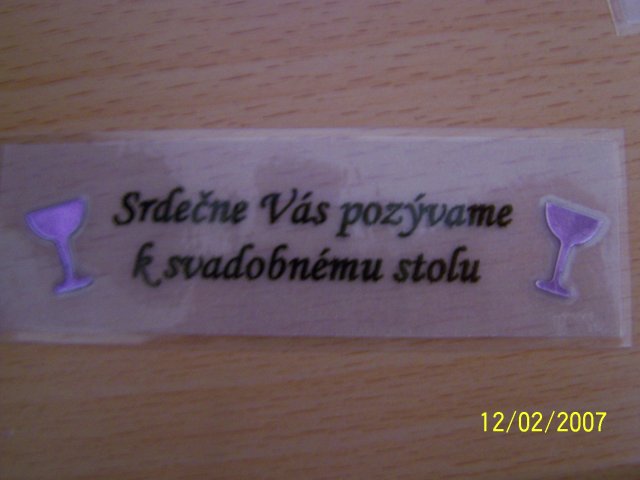 Srdečne Vás pozývame
k svadobnému stolu
12/02/2007